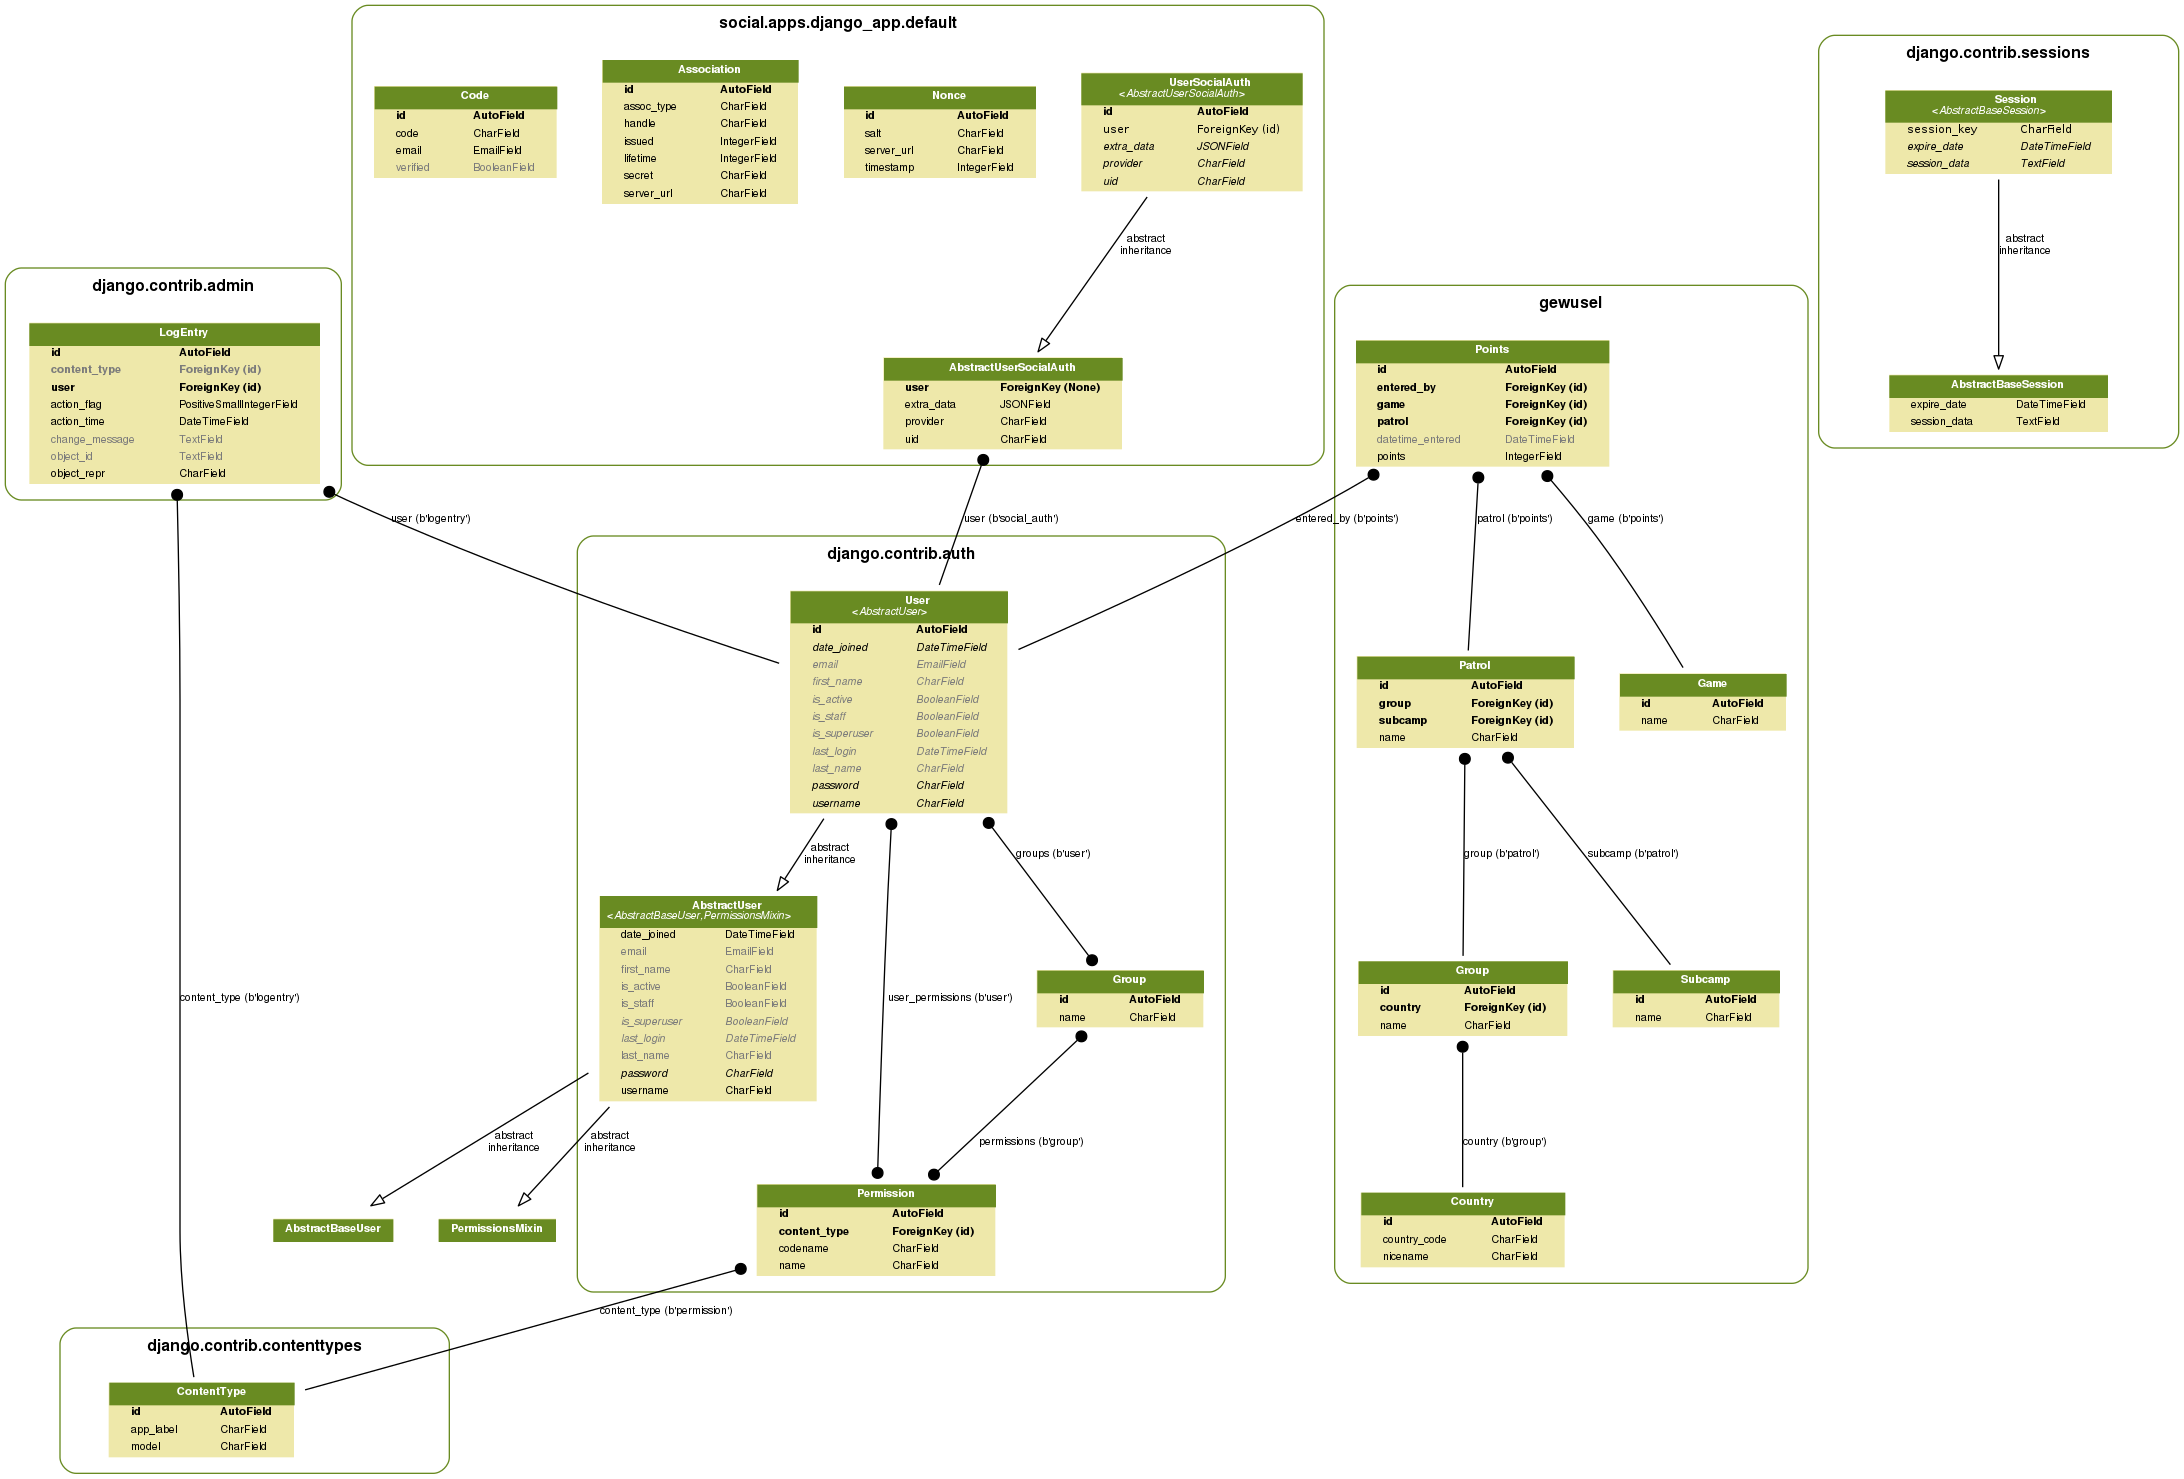 social.apps.django_app.default
Code
id AutoField
code CharField
email EmailField
verified BooleanField
Association
id AutoField
assoc_type CharField
handle CharField
issued IntegerField
lifetime IntegerField
secret CharField
server_url CharField
Nonce
id AutoField
salt CharField
server_url CharField
timestamp IntegerField
UserSocialAuth
<AbstractUserSocialAuth>
id AutoField
user ForeignKey (id)
extra_data JSONField
provider CharField
uid CharField
abstract
inheritance
AbstractUserSocialAuth
user ForeignKey (None)
extra_data JSONField
provider CharField
uid CharField
django.contrib.sessions
Session
<AbstractBaseSession>
session_key CharField
expire_date DateTimeField
session_data TextField
abstract
inheritance
AbstractBaseSession
expire_date DateTimeField
session_data TextField
django.contrib.admin
LogEntry
id AutoField
content_type ForeignKey (id)
user ForeignKey (id)
action_flag PositiveSmallIntegerField
action_time DateTimeField
change_message TextField
object_id TextField
object_repr CharField
gewusel
Points
id AutoField
entered_by ForeignKey (id)
game ForeignKey (id)
patrol ForeignKey (id)
datetime_entered DateTimeField
points IntegerField
user (b'logentry')
user (b'social_auth')
entered_by (b'points')
patrol (b'points')
game (b'points')
django.contrib.auth
User
<AbstractUser>
id AutoField
date_joined DateTimeField
email EmailField
first_name CharField
is_active BooleanField
is_staff BooleanField
is_superuser BooleanField
last_login DateTimeField
last_name CharField
password CharField
username CharField
Patrol
id AutoField
group ForeignKey (id)
subcamp ForeignKey (id)
name CharField
Game
id AutoField
name CharField
abstract
inheritance
groups (b'user')
group (b'patrol')
subcamp (b'patrol')
AbstractUser
<AbstractBaseUser,PermissionsMixin>
date_joined DateTimeField
email EmailField
first_name CharField
is_active BooleanField
is_staff BooleanField
is_superuser BooleanField
last_login DateTimeField
last_name CharField
password CharField
username CharField
content_type (b'logentry')
user_permissions (b'user')
Group
id AutoField
name CharField
Group
id AutoField
country ForeignKey (id)
name CharField
Subcamp
id AutoField
name CharField
abstract
inheritance
abstract
inheritance
permissions (b'group')
country (b'group')
AbstractBaseUser
PermissionsMixin
Permission
id AutoField
content_type ForeignKey (id)
codename CharField
name CharField
Country
id AutoField
country_code CharField
nicename CharField
content_type (b'permission')
django.contrib.contenttypes
ContentType
id AutoField
app_label CharField
model CharField